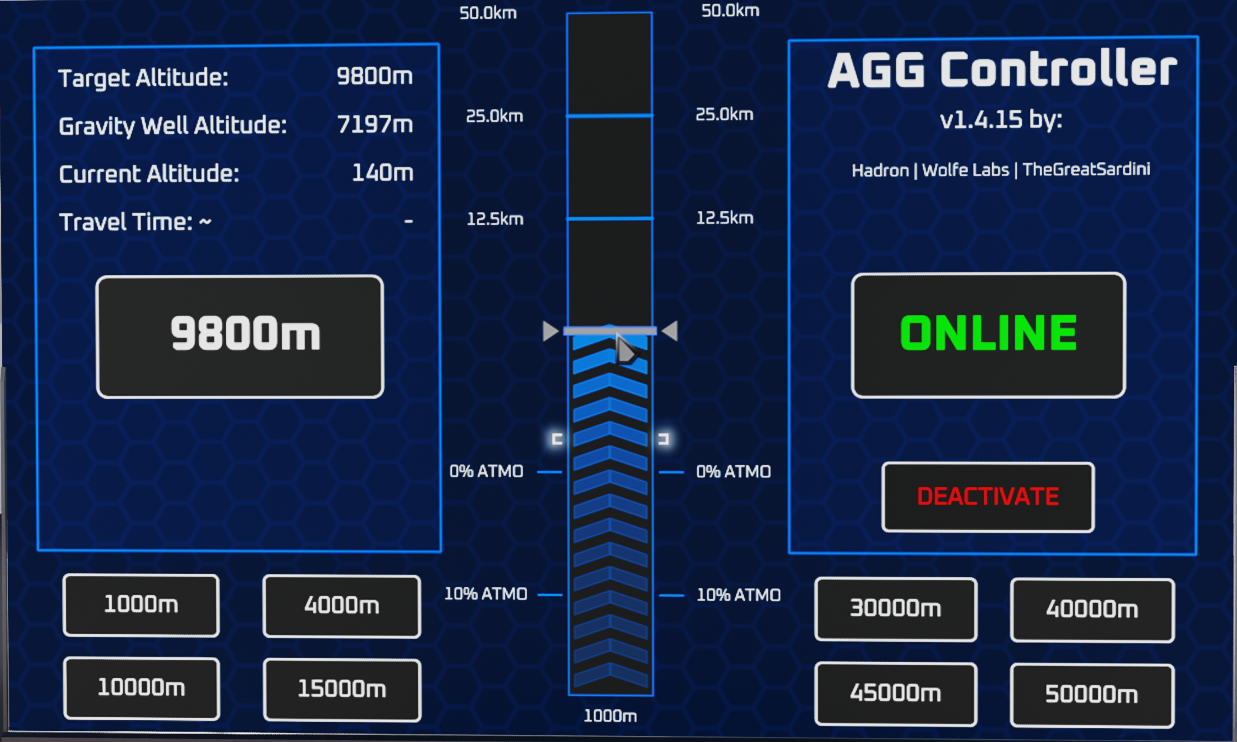 50.0km
50.0km
Target Altitude: 9800m
Gravity Well Altitude: 7197m
Current Altitude: 140m
Travel Time: ~ -
9800m
25.0km
25.0km
12.5km
12.5km
0% ATMO
0% ATMO
10% ATMO
10% ATMO
1000m
AGG Controller
v1.4.15 by:
Hadron | Wolfe Labs | TheGreatSardini
ONLINE
DEACTIVATE
1000m
4000m
10000m
15000m
30000m
40000m
45000m
50000m